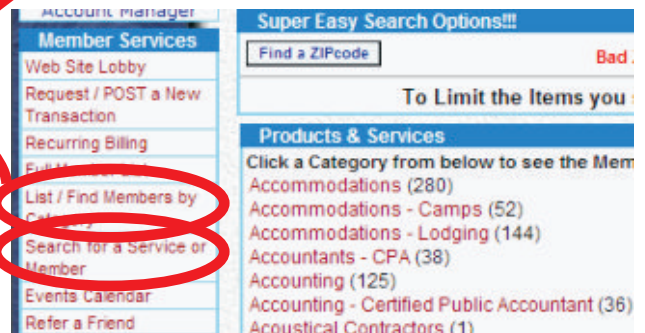 Account Manager
Member Services
Web Site Lobby
Request / POST a New
Transaction
Recurring Billing
List / Find Members by
Category
Search for a Service or
Member
Events Calendar
Refer a Friend
Super Easy Search Options!!!
Find a ZIPcode
Bad
To Limit the Items you
Products & Services
Click a Category from below to see the Mem
Accommodations (280)
Accommodations - Camps (52)
Accommodations - Lodging (144)
Accountants - CPA (38)
Accounting (125)
Accounting - Certified Public Accountant (36)
Acoustical Contractors (1)